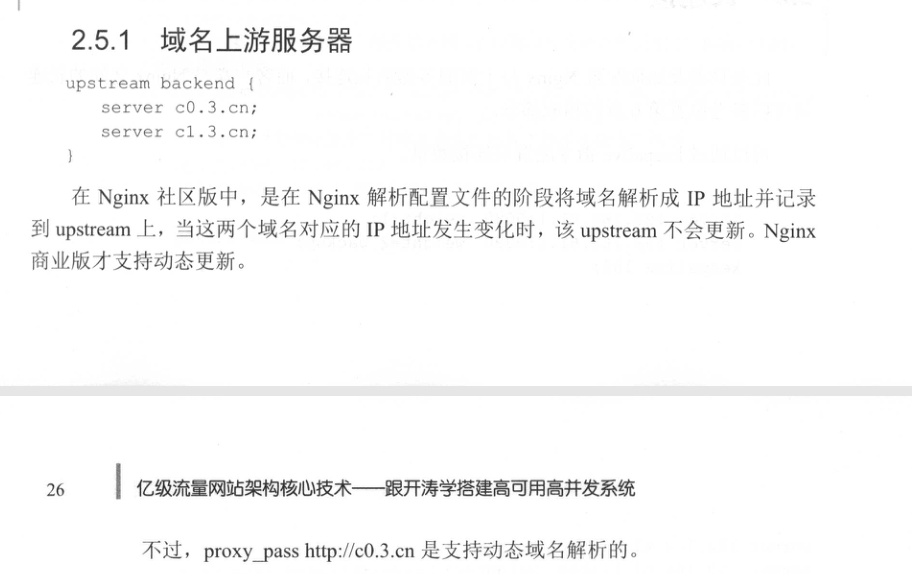 2.5.1 域名上游服务器
upstream backend {
server c0.3.cn;
server c1.3.cn;
}
在 Nginx 社区版中，是在 Nginx 解析配置文件的阶段将域名解析成 IP 地址并记录
到 upstream 上，当这两个域名对应的 IP 地址发生变化时，该 upstream 不会更新。Nginx
商业版才支持动态更新。
26 亿级流量网站架构核心技术——跟开涛学搭建高可用高并发系统
不过，proxy_pass http://c0.3.cn 是支持动态域名解析的。